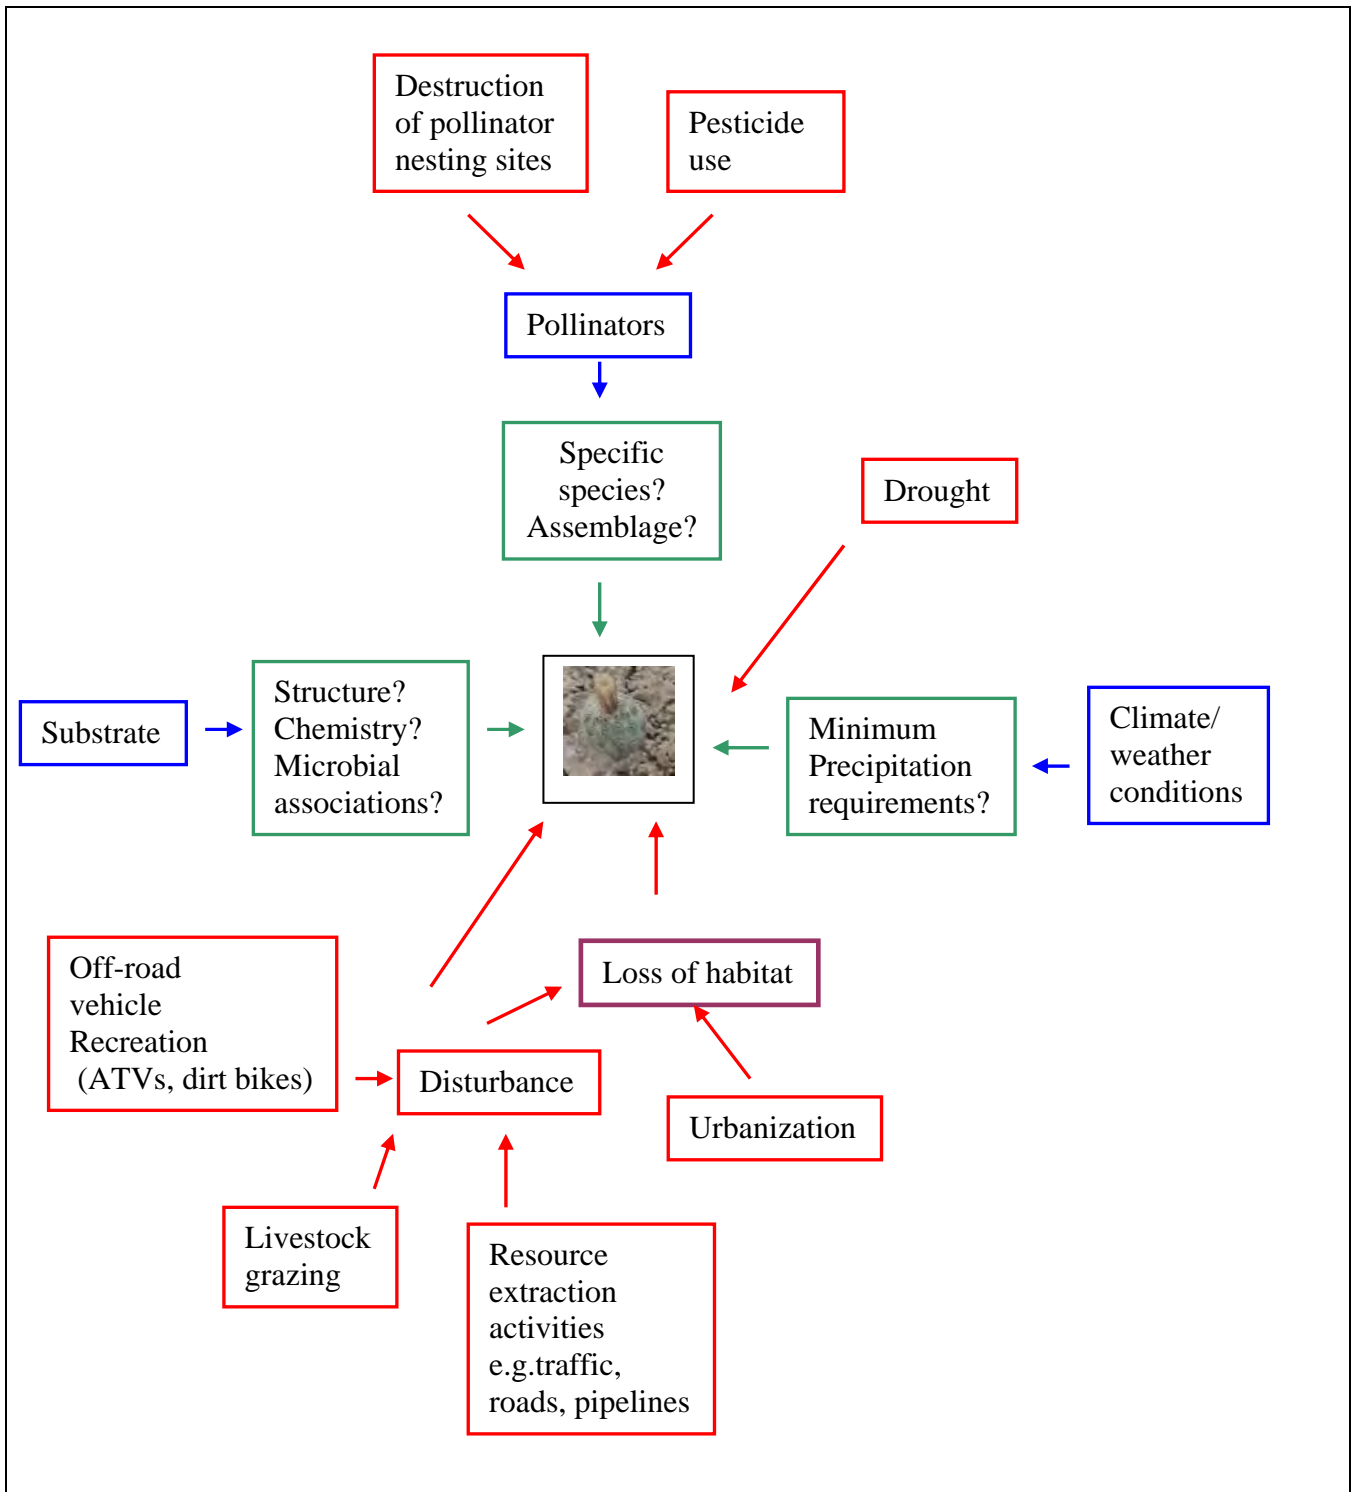 Destruction
of pollinator
nesting sites
Pesticide
use
Pollinators
Specific
species?
Assemblage?
Drought
Substrate
Structure?
Chemistry?
Microbial
associations?
Minimum
Precipitation
requirements?
Climate/
weather
conditions
Off-road
vehicle
Recreation
(ATVs, dirt bikes)
Loss of habitat
Disturbance
Urbanization
Livestock
grazing
Resource
extraction
activities
e.g.traffic,
roads, pipelines